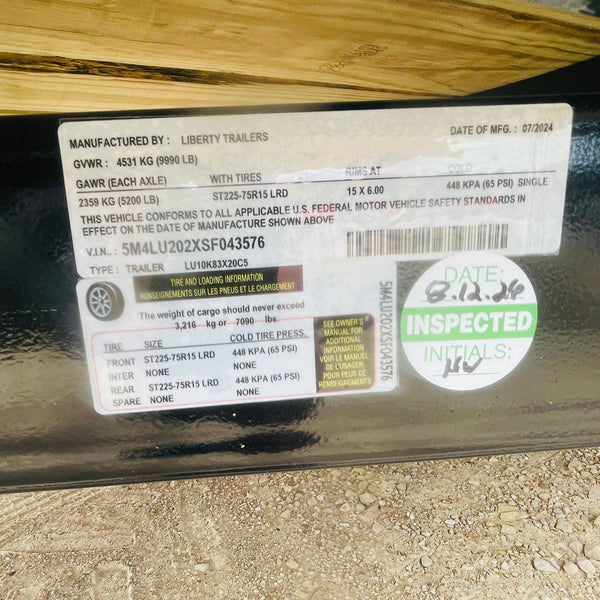 MANUFACTURED BY : LIBERTY TRAILERS DATE OF MFG. : 07/2024
GVWR : 4531 KG (9990 LB)
GAWR (EACH AXLE) WITH TIRES RIMS AT COLD
2359 KG (5200 LB) ST225-75R15 LRD 15 X 6.00 448 KPA (65 PSI) SINGLE
THIS VEHICLE CONFORMS TO ALL APPLICABLE U.S. FEDERAL MOTOR VEHICLE SAFETY STANDARDS IN
EFFECT ON THE DATE OF MANUFACTURE SHOWN ABOVE
V.I.N.. : 5M4LU202XSF043576
TYPE : TRAILER LU10K83X20C5
TIRE AND LOADING INFORMATION
RENSEIGNEMENTS SUR LES PNEUS ET LE CHARGEMENT
The weight of cargo should never exceed
3,216 kg or 7090 lbs.
TIRE SIZE COLD TIRE PRESS.
FRONT ST225-75R15 LRD 448 KPA (65 PSI)
INTER NONE NONE
REAR ST225-75R15 LRD 448 KPA (65 PSI)
SPARE NONE NONE
SEE OWNER'S
MANUAL FOR
ADDITIONAL
INFORMATION
VOIR LE MANUEL
DE L'USAGER
POUR PLUS DE
RENSEIGNEMENTS
5M4LU202XSF043576
DATE:
8.12.24
INSPECTED
INITIALS: